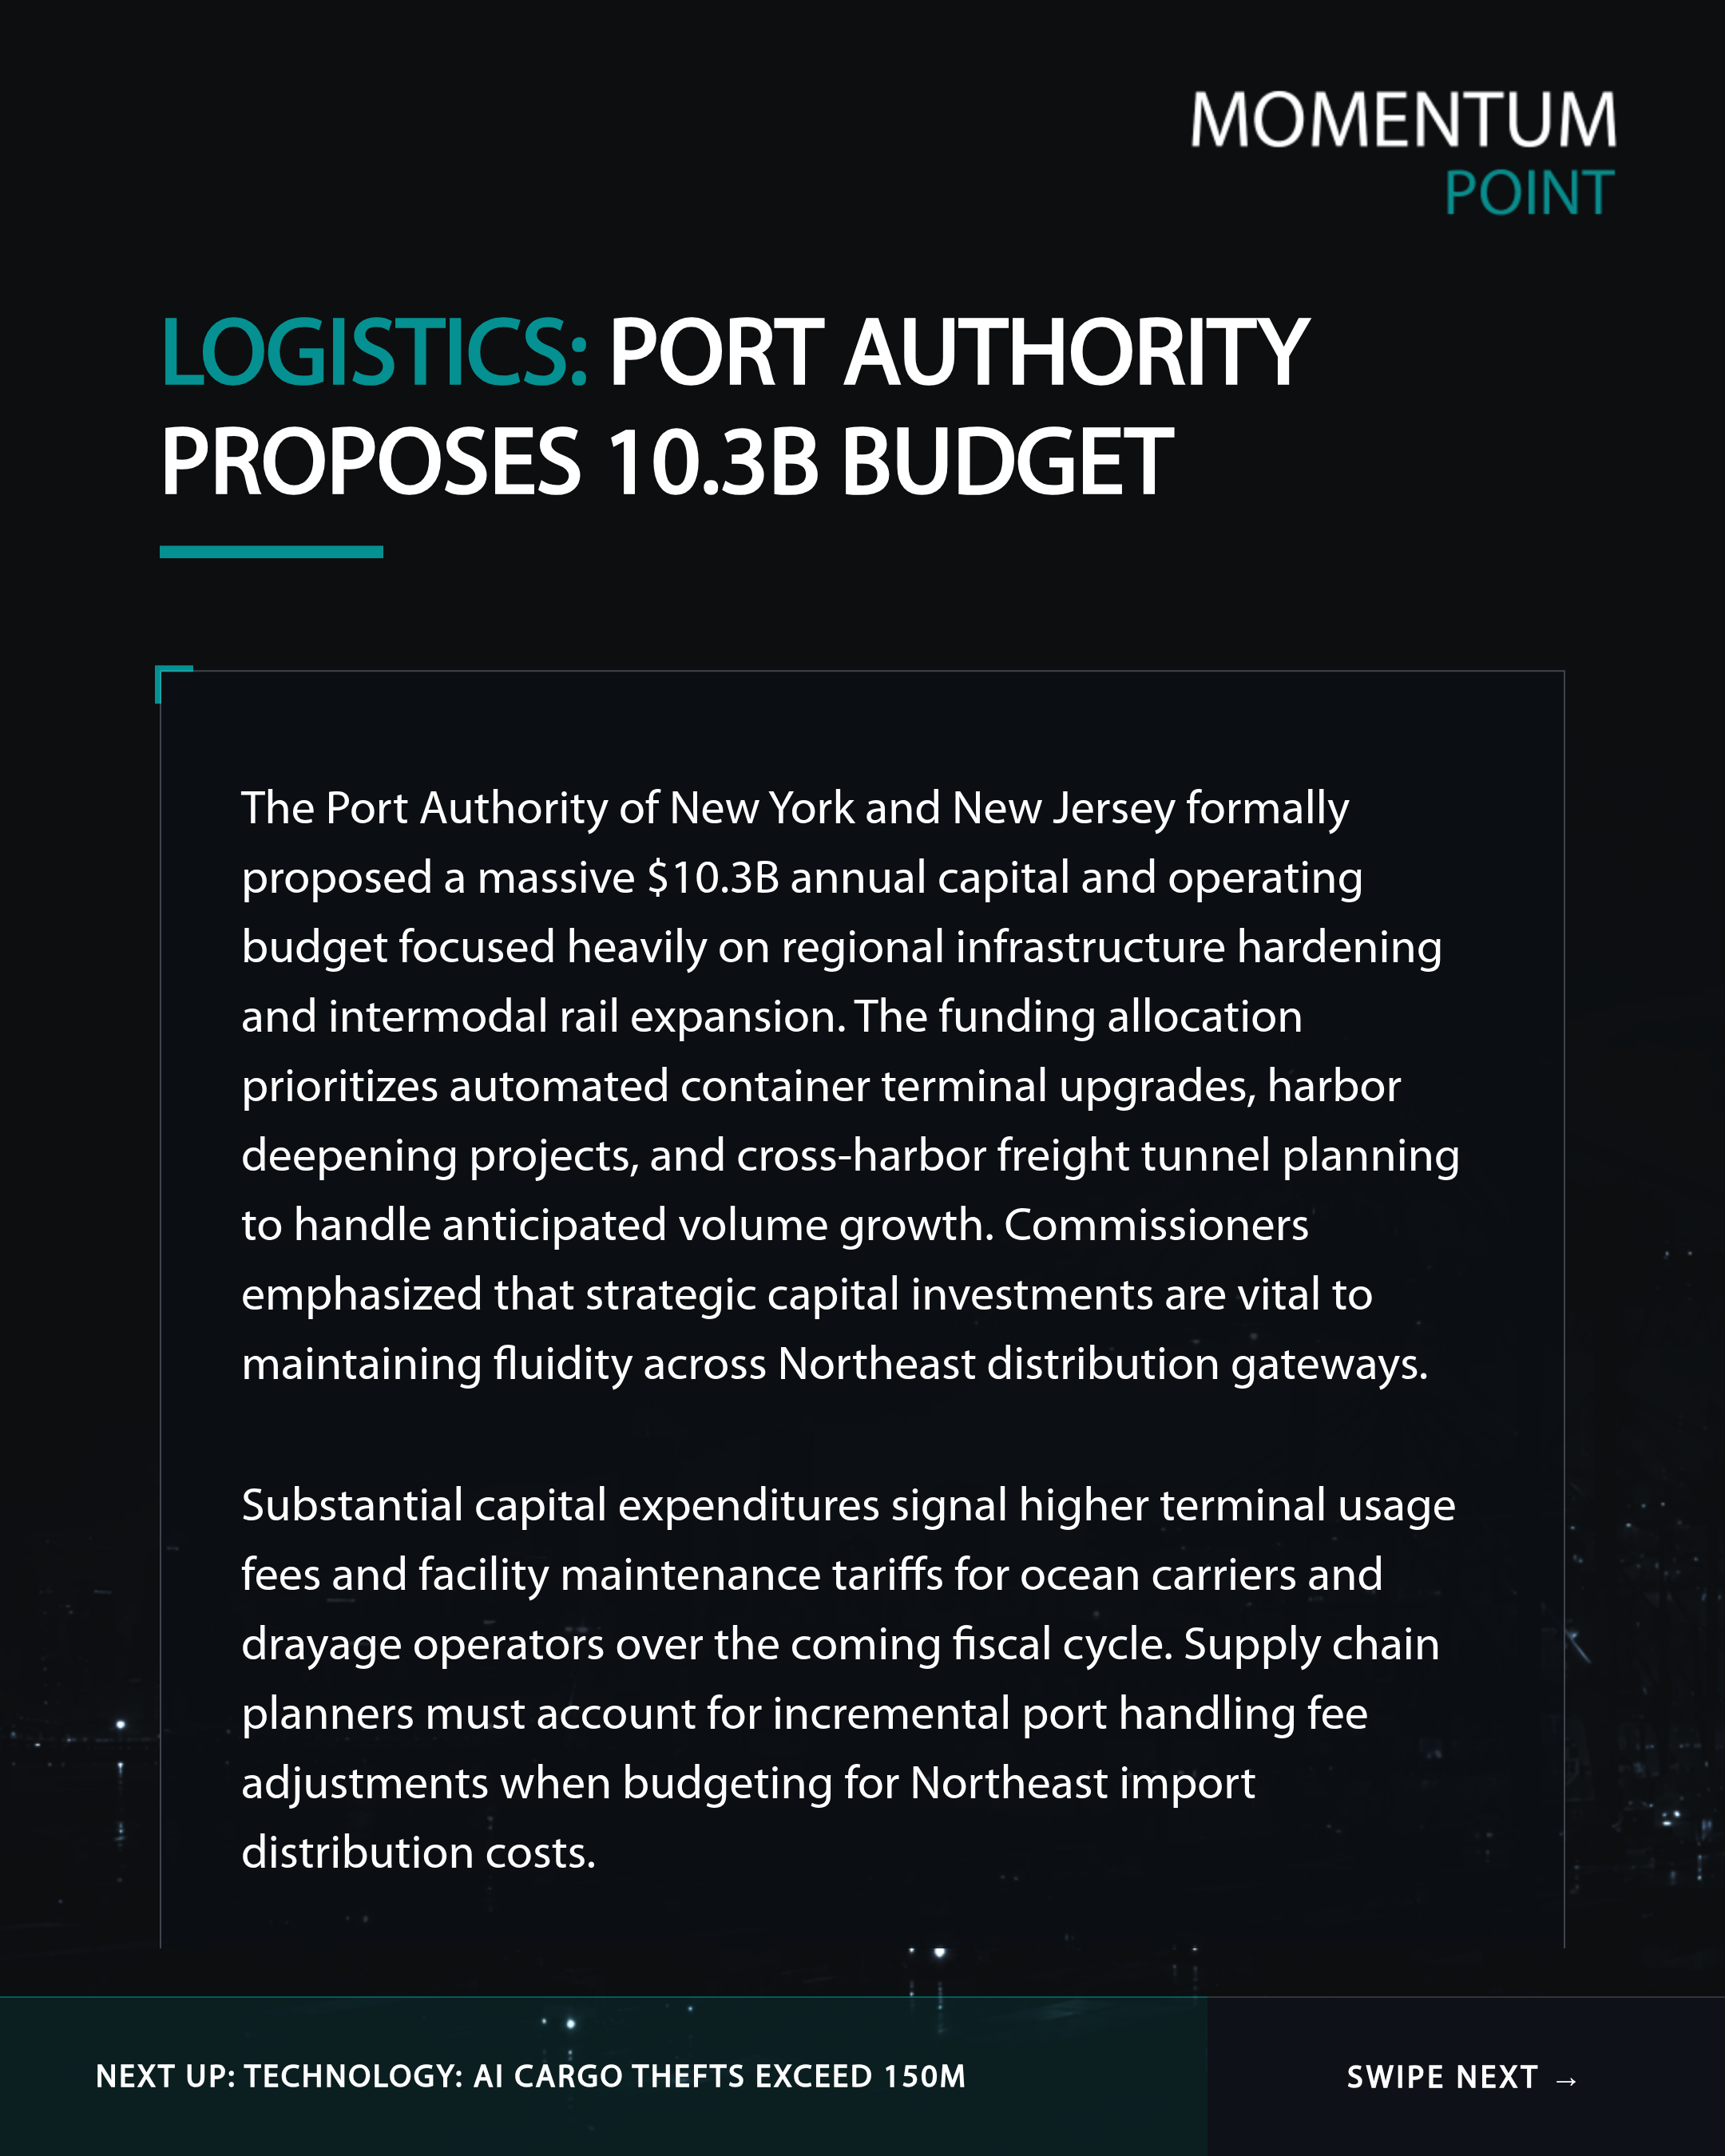 MOMENTUM
POINT
LOGISTICS: PORT AUTHORITY
PROPOSES 10.3B BUDGET
The Port Authority of New York and New Jersey formally
proposed a massive $10.3B annual capital and operating
budget focused heavily on regional infrastructure hardening
and intermodal rail expansion. The funding allocation
prioritizes automated container terminal upgrades, harbor
deepening projects, and cross-harbor freight tunnel planning
to handle anticipated volume growth. Commissioners
emphasized that strategic capital investments are vital to
maintaining fluidity across Northeast distribution gateways.
Substantial capital expenditures signal higher terminal usage
fees and facility maintenance tariffs for ocean carriers and
drayage operators over the coming fiscal cycle. Supply chain
planners must account for incremental port handling fee
adjustments when budgeting for Northeast import
distribution costs.
NEXT UP: TECHNOLOGY: AI CARGO THEFTS EXCEED 150M
SWIPE NEXT →